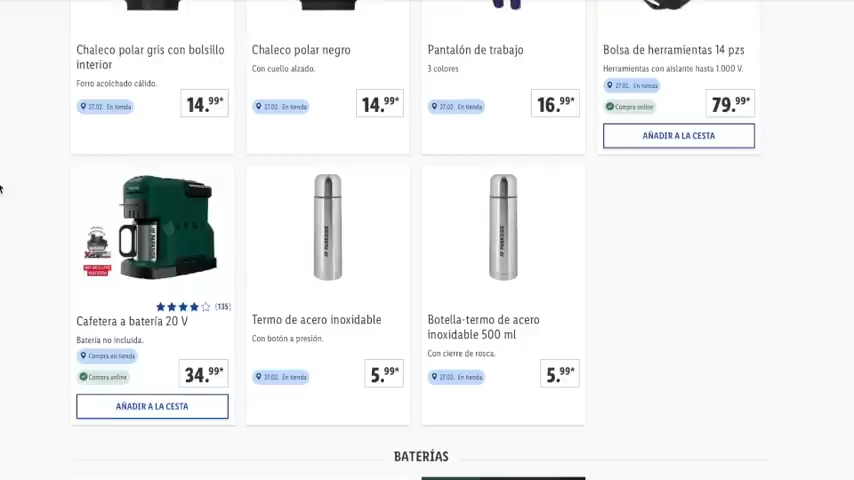 Chaleco polar gris con bolsillo
interior
Forro acolchado cálido.
27.02. En tienda
14.99*
Chaleco polar negro
Con cuello alzado.
27.02. En tienda
14.99*
Pantalón de trabajo
3 colores
27.02. En tienda
16.99*
Bolsa de herramientas 14 pzs
Herramientas con aislante hasta 1.000 V.
27.02. En tienda
Compra online
79.99*
AÑADIR A LA CESTA
(135)
Cafetera a batería 20 V
Batería no incluida.
Compra en tienda
Compra online
34.99*
AÑADIR A LA CESTA
PARKSIDE
Termo de acero inoxidable
Con botón a presión.
27.02. En tienda
5.99*
PARKSIDE
Botella-termo de acero
inoxidable 500 ml
Con cierre de rosca.
27.02. En tienda
5.99*
BATERÍAS